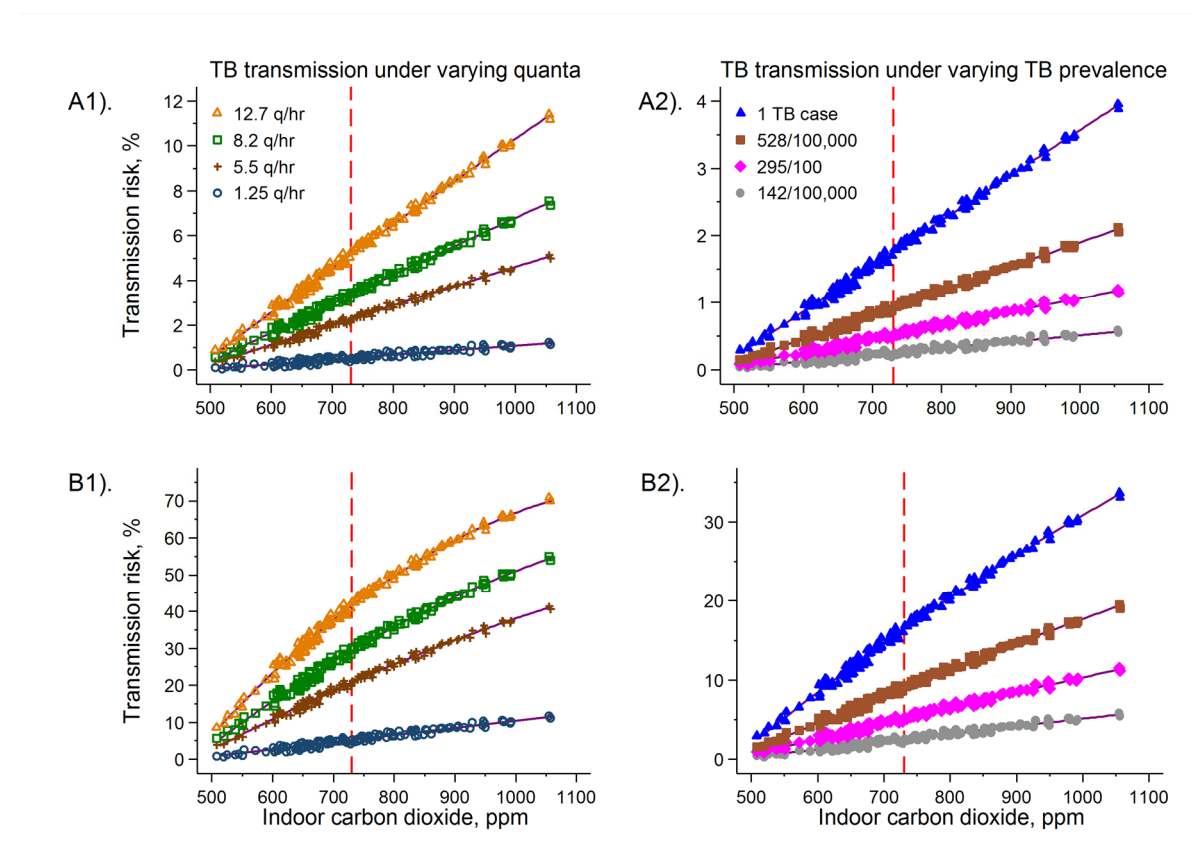 TB transmission under varying quanta
TB transmission under varying TB prevalence
A1).
Transmission risk, %
12
10
8
6
4
2
0
12.7 q/hr
8.2 q/hr
5.5 q/hr
1.25 q/hr
500 600 700 800 900 1000 1100
A2).
4
3
2
1
0
1 TB case
528/100,000
295/100
142/100,000
500 600 700 800 900 1000 1100
B1).
Transmission risk, %
70
60
50
40
30
20
10
0
500 600 700 800 900 1000 1100
Indoor carbon dioxide, ppm
B2).
30
20
10
0
500 600 700 800 900 1000 1100
Indoor carbon dioxide, ppm